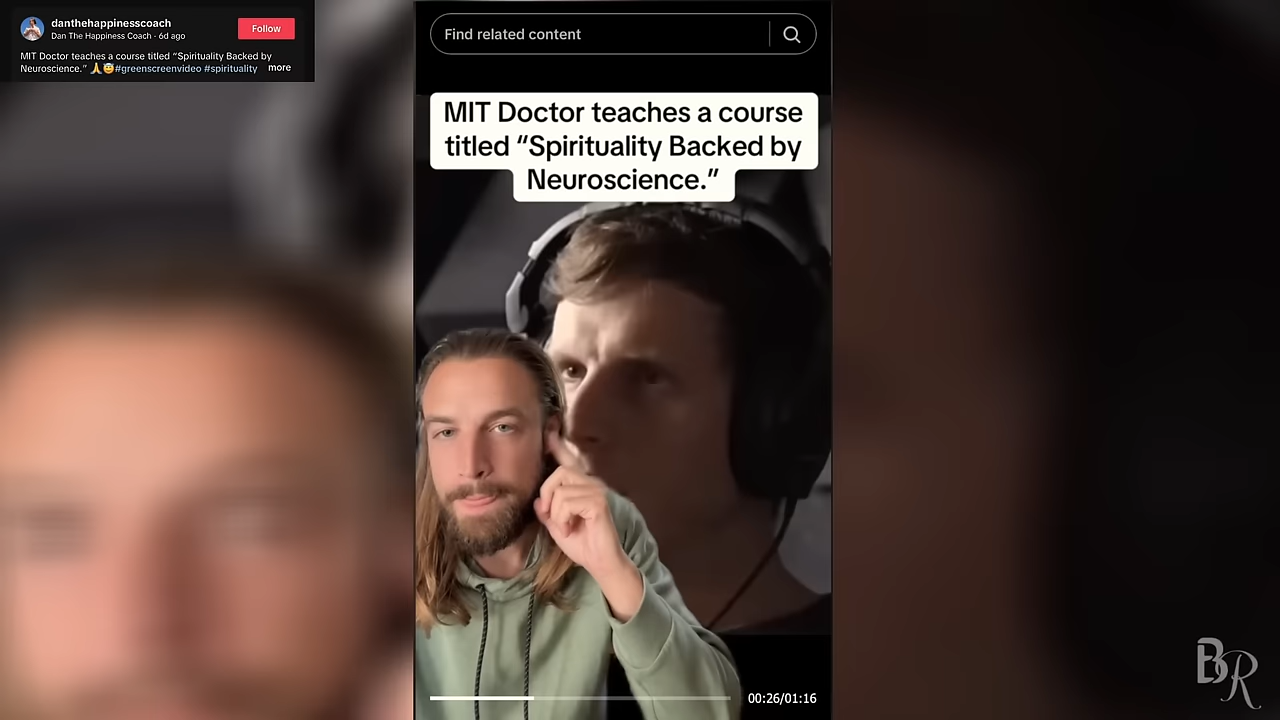 danthehappinesscoach
Dan The Happiness Coach · 6d ago
Follow
MIT Doctor teaches a course titled “Spirituality Backed by
Neuroscience.” 🙏😇#greenscreenvideo #spirituality more
Find related content
MIT Doctor teaches a course
titled “Spirituality Backed by
Neuroscience.”
00:26/01:16
BR